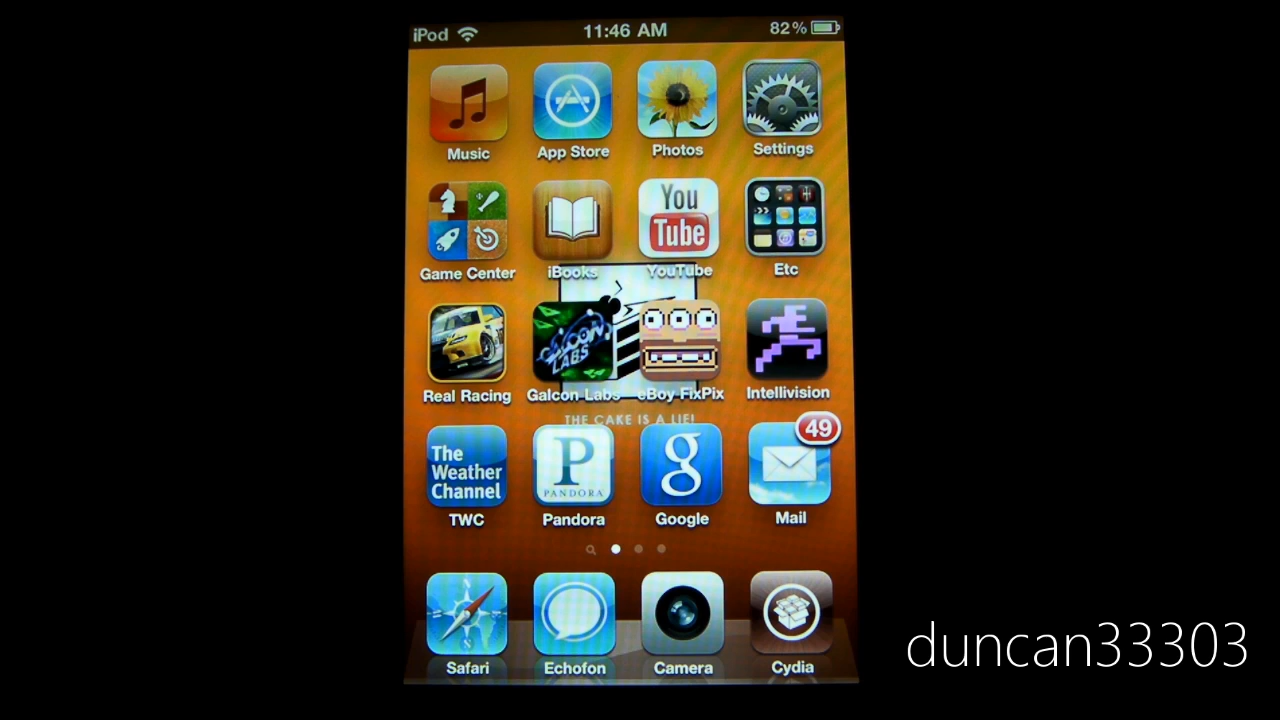 iPod 11:46 AM 82%
Music App Store Photos Settings
You
Tube
Game Center iBooks YouTube Etc
GALCON
LABS
Real Racing Galcon Labs eBoy FixPix Intellivision
THE CAKE IS A LIE!
49
The
Weather
Channel
P
PANDORA
g
TWC Pandora Google Mail
Safari Echofon Camera Cydia
duncan33303